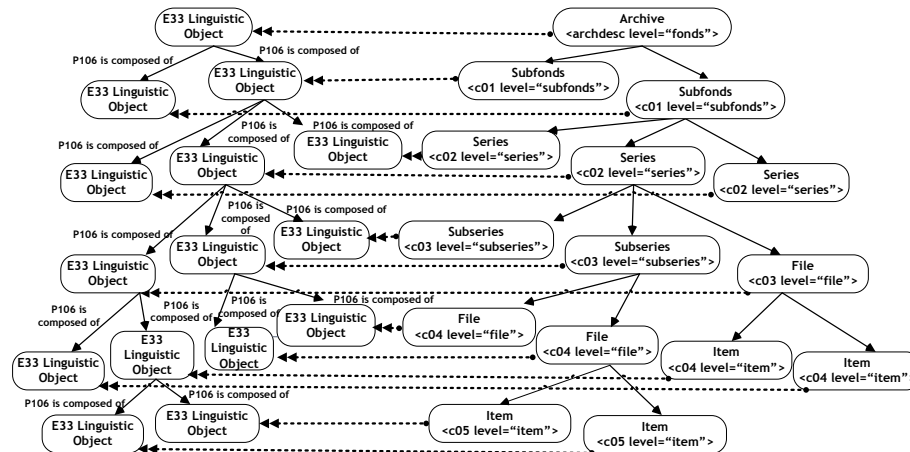 E33 Linguistic
Object
Archive
<archdesc level="fonds">
P106 is composed of
E33 Linguistic
Object
E33 Linguistic
Object
Subfonds
<c01 level="subfonds">
Subfonds
<c01 level="subfonds">
P106 is composed of
P106 is
composed of
P106 is composed of
E33 Linguistic
Object
E33 Linguistic
Object
E33 Linguistic
Object
Series
<c02 level="series">
Series
<c02 level="series">
Series
<c02 level="series">
P106 is composed of
P106 is
composed
of
P106 is composed of
E33 Linguistic
Object
E33 Linguistic
Object
E33 Linguistic
Object
Subseries
<c03 level="subseries">
Subseries
<c03 level="subseries">
File
<c03 level="file">
P106 is
composed of
P106 is
composed of
P106 is
composed of
P106 is composed of
E33 Linguistic
Object
E33
Linguistic
Object
E33
Linguistic
Object
E33 Linguistic
Object
File
<c04 level="file">
File
<c04 level="file">
Item
<c04 level="item">
Item
<c04 level="item">
P106 is composed of
P106 is composed of
E33 Linguistic
Object
E33 Linguistic
Object
Item
<c05 level="item">
Item
<c05 level="item">